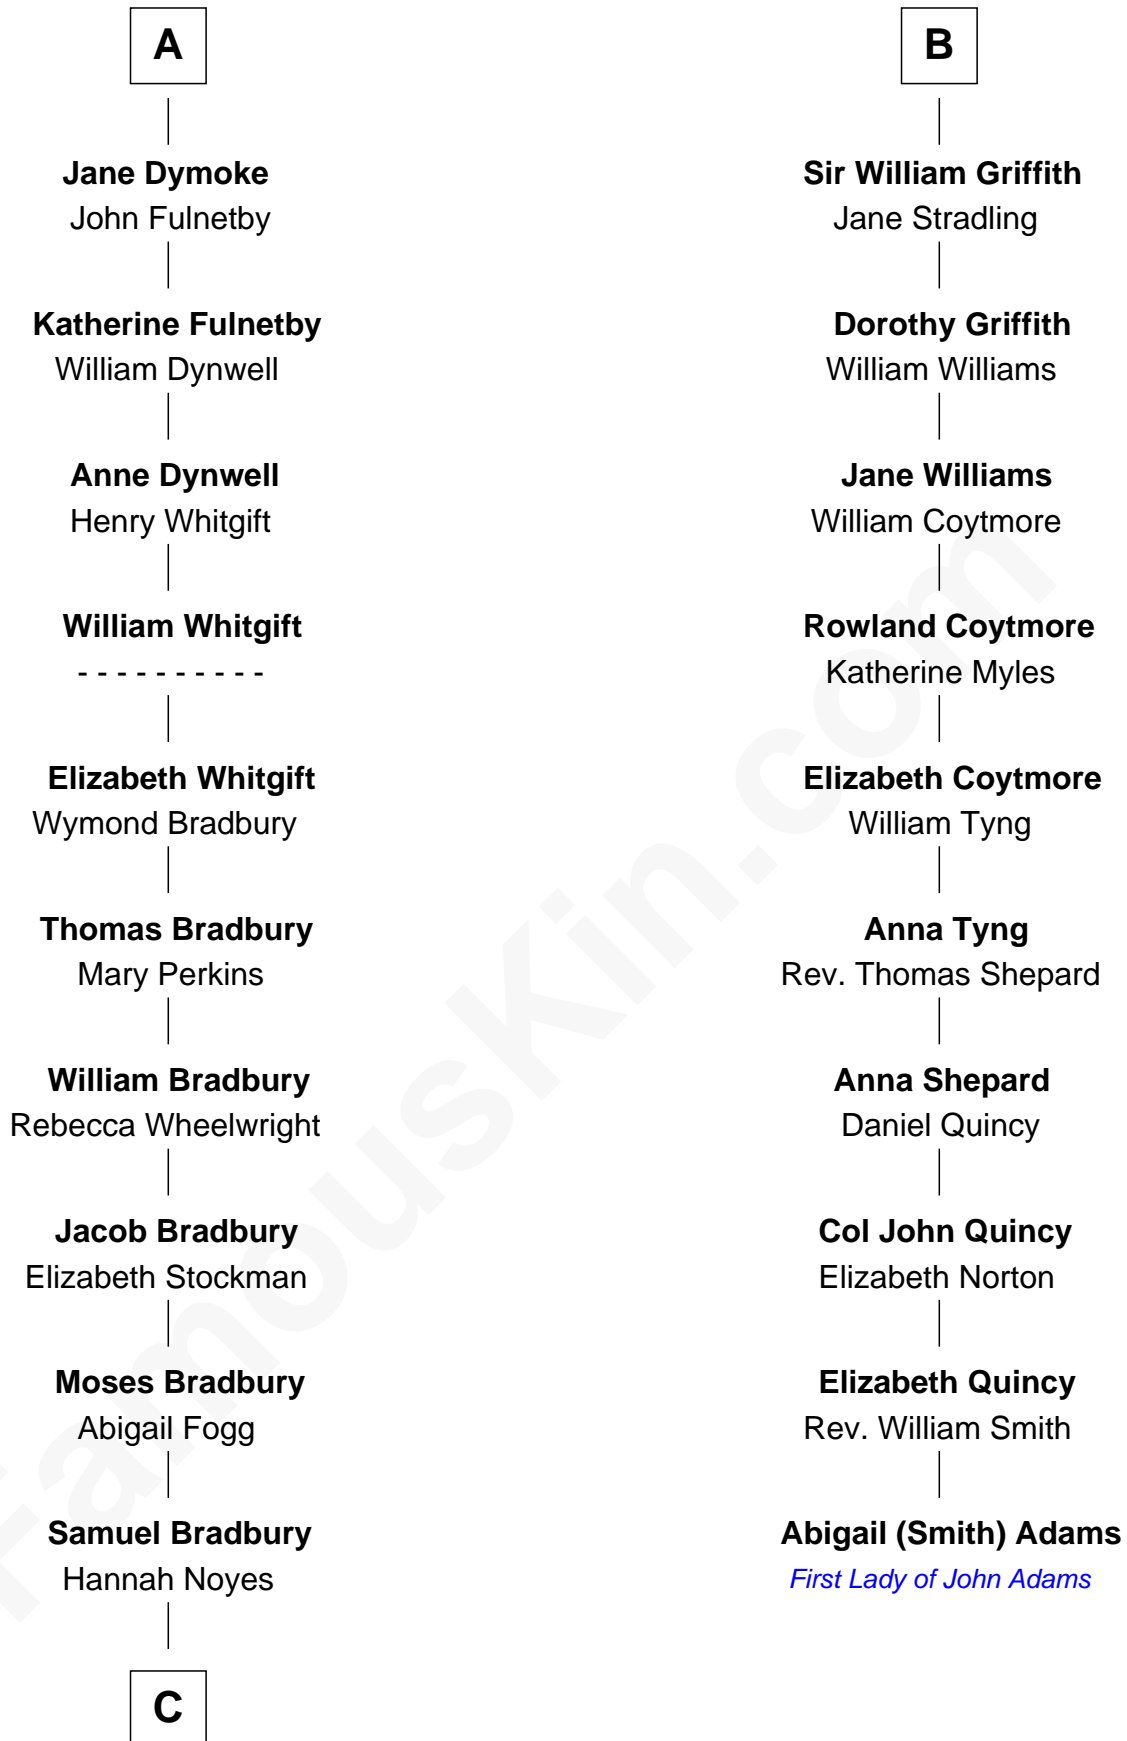 A
Jane Dymoke
John Fulnetby
Katherine Fulnetby
William Dynwell
Anne Dynwell
Henry Whitgift
William Whitgift
- - - - - - - - - -
Elizabeth Whitgift
Wymond Bradbury
Thomas Bradbury
Mary Perkins
William Bradbury
Rebecca Wheelwright
Jacob Bradbury
Elizabeth Stockman
Moses Bradbury
Abigail Fogg
Samuel Bradbury
Hannah Noyes
C
B
Sir William Griffith
Jane Stradling
Dorothy Griffith
William Williams
Jane Williams
William Coytmore
Rowland Coytmore
Katherine Myles
Elizabeth Coytmore
William Tyng
Anna Tyng
Rev. Thomas Shepard
Anna Shepard
Daniel Quincy
Col John Quincy
Elizabeth Norton
Elizabeth Quincy
Rev. William Smith
Abigail (Smith) Adams
First Lady of John Adams
FamousKin.com